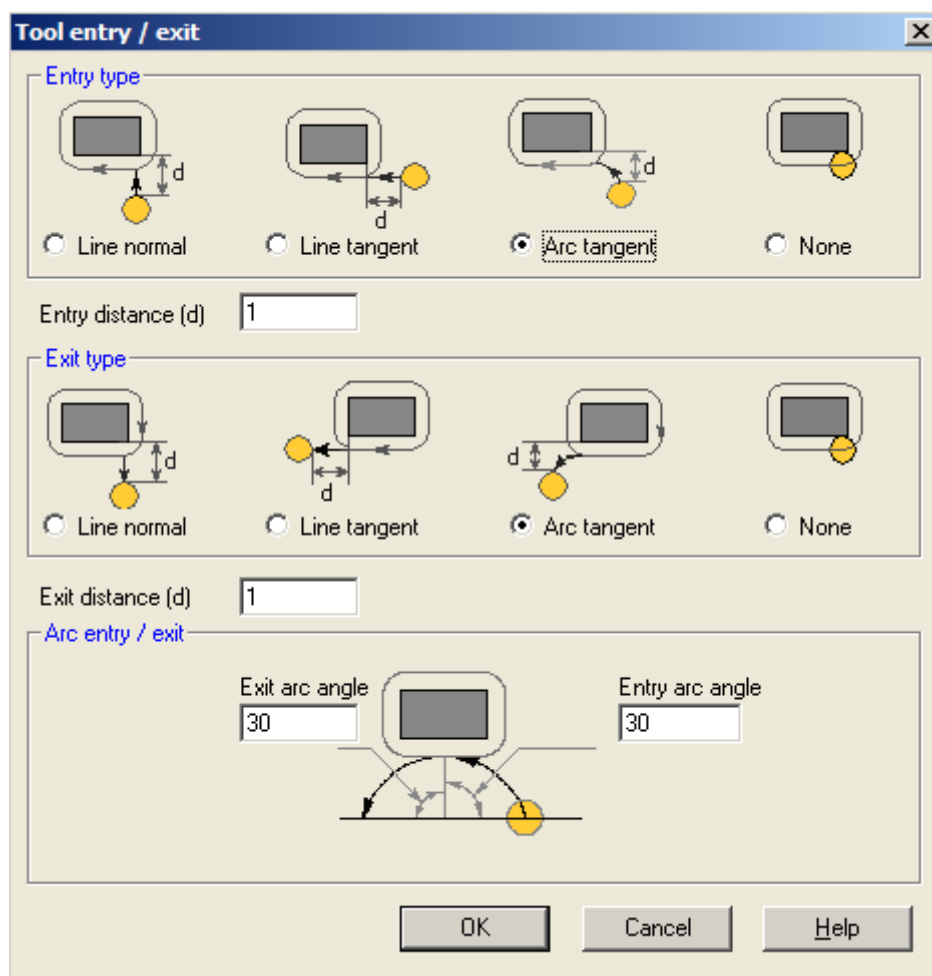 Tool entry / exit
Entry type
d
d
d
Line normal
Line tangent
Arc tangent
None
Entry distance (d)
1
Exit type
d
d
d
Line normal
Line tangent
Arc tangent
None
Exit distance (d)
1
Arc entry / exit
Exit arc angle
30
Entry arc angle
30
OK
Cancel
Help